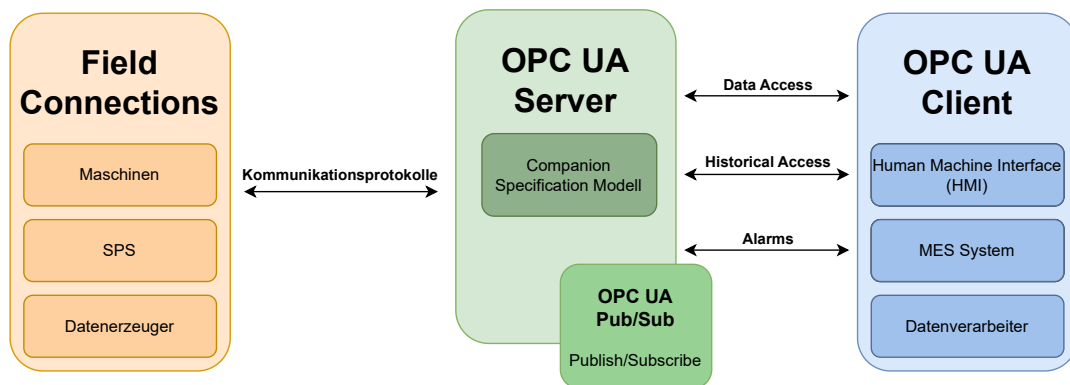 Field
Connections
Maschinen
SPS
Datenerzeuger
Kommunikationsprotokolle
OPC UA
Server
Companion
Specification Modell
OPC UA
Pub/Sub
Publish/Subscribe
Data Access
Historical Access
Alarms
OPC UA
Client
Human Machine Interface
(HMI)
MES System
Datenverarbeiter